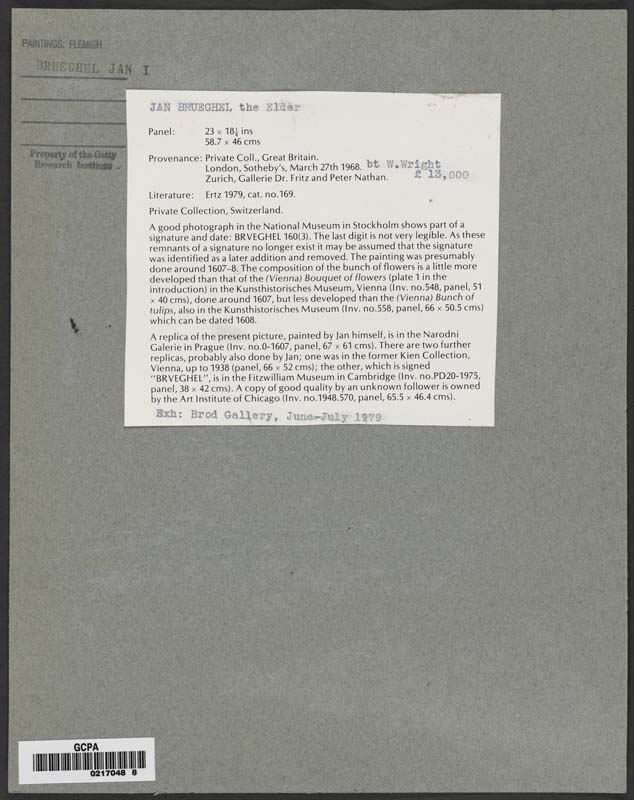 PAINTINGS: FLEMISH
BRUEGHEL JAN I
Property of the Getty
Research Institute
JAN BRUEGHEL the Elder
Panel: 23 × 18¼ ins
58.7 × 46 cms
Provenance: Private Coll., Great Britain.
London, Sotheby's, March 27th 1968. bt W.Wright
Zurich, Gallerie Dr. Fritz and Peter Nathan. £ 13,000
Literature: Ertz 1979, cat. no.169.
Private Collection, Switzerland.
A good photograph in the National Museum in Stockholm shows part of a
signature and date: BRVEGHEL 160(3). The last digit is not very legible. As these
remnants of a signature no longer exist it may be assumed that the signature
was identified as a later addition and removed. The painting was presumably
done around 1607–8. The composition of the bunch of flowers is a little more
developed than that of the (Vienna) Bouquet of flowers (plate 1 in the
introduction) in the Kunsthistorisches Museum, Vienna (Inv. no.548, panel, 51
× 40 cms), done around 1607, but less developed than the (Vienna) Bunch of
tulips, also in the Kunsthistorisches Museum (Inv. no.558, panel, 66 × 50.5 cms)
which can be dated 1608.
A replica of the present picture, painted by Jan himself, is in the Narodni
Galerie in Prague (Inv. no.0-1607, panel, 67 × 61 cms). There are two further
replicas, probably also done by Jan; one was in the former Kien Collection,
Vienna, up to 1938 (panel, 66 × 52 cms); the other, which is signed
"BRVEGHEL", is in the Fitzwilliam Museum in Cambridge (Inv. no.PD20-1975,
panel, 38 × 42 cms). A copy of good quality by an unknown follower is owned
by the Art Institute of Chicago (Inv. no.1948.570, panel, 65.5 × 46.4 cms).
Exh: Brod Gallery, June–July 1979
GCPA
0217048 8